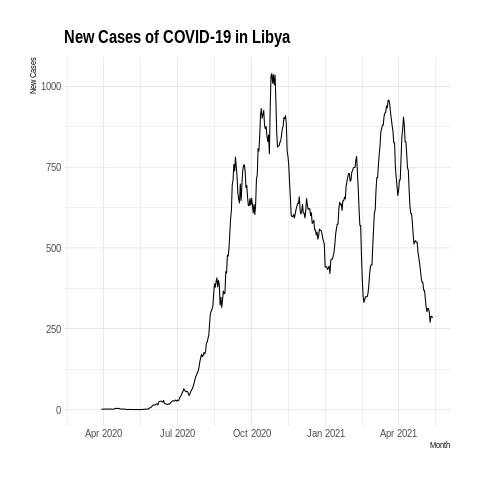 New Cases of COVID-19 in Libya
New Cases
1000
750
500
250
0
Apr 2020 Jul 2020 Oct 2020 Jan 2021 Apr 2021
Month